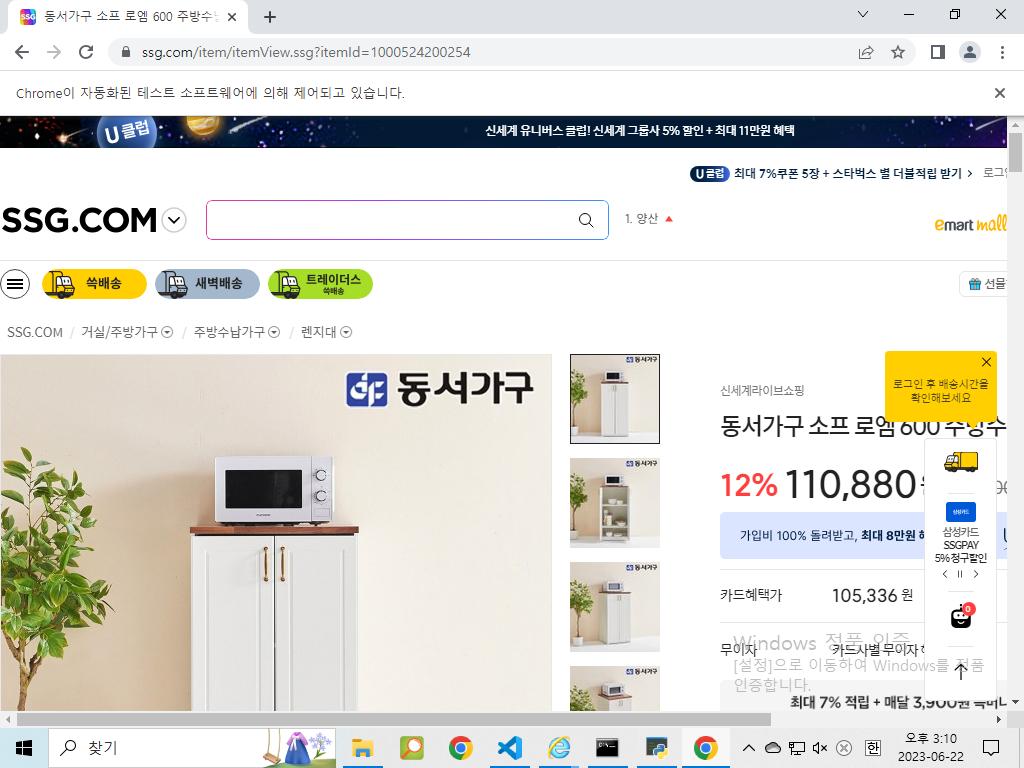 동서가구 소프 로엠 600 주방수납
ssg.com/item/itemView.ssg?itemId=1000524200254
Chrome이 자동화된 테스트 소프트웨어에 의해 제어되고 있습니다.
U클럽
신세계 유니버스 클럽! 신세계 그룹사 5% 할인 + 최대 11만원 혜택
U클럽 최대 7%쿠폰 5장 + 스타벅스 별 더블적립 받기 >
SSG.COM
1. 양산
emart mall
쓱배송
새벽배송
트레이더스
쓱배송
선물
SSG.COM / 거실/주방가구 / 주방수납가구 / 렌지대
동서가구
로그인 후 배송시간을
확인해보세요
신세계라이브쇼핑
동서가구 소프 로엠 600 주방수
12% 110,880
가입비 100% 돌려받고, 최대 8만원
삼성카드
삼성카드
SSGPAY
5% 청구할인
카드혜택가 105,336 원
0
무이자 카드사별 무이자
Windows 정품 인증
[설정]으로 이동하여 Windows를 정품
인증합니다.
최대 7% 적립 + 매달 3,900원
찾기
한
오후 3:10
2023-06-22